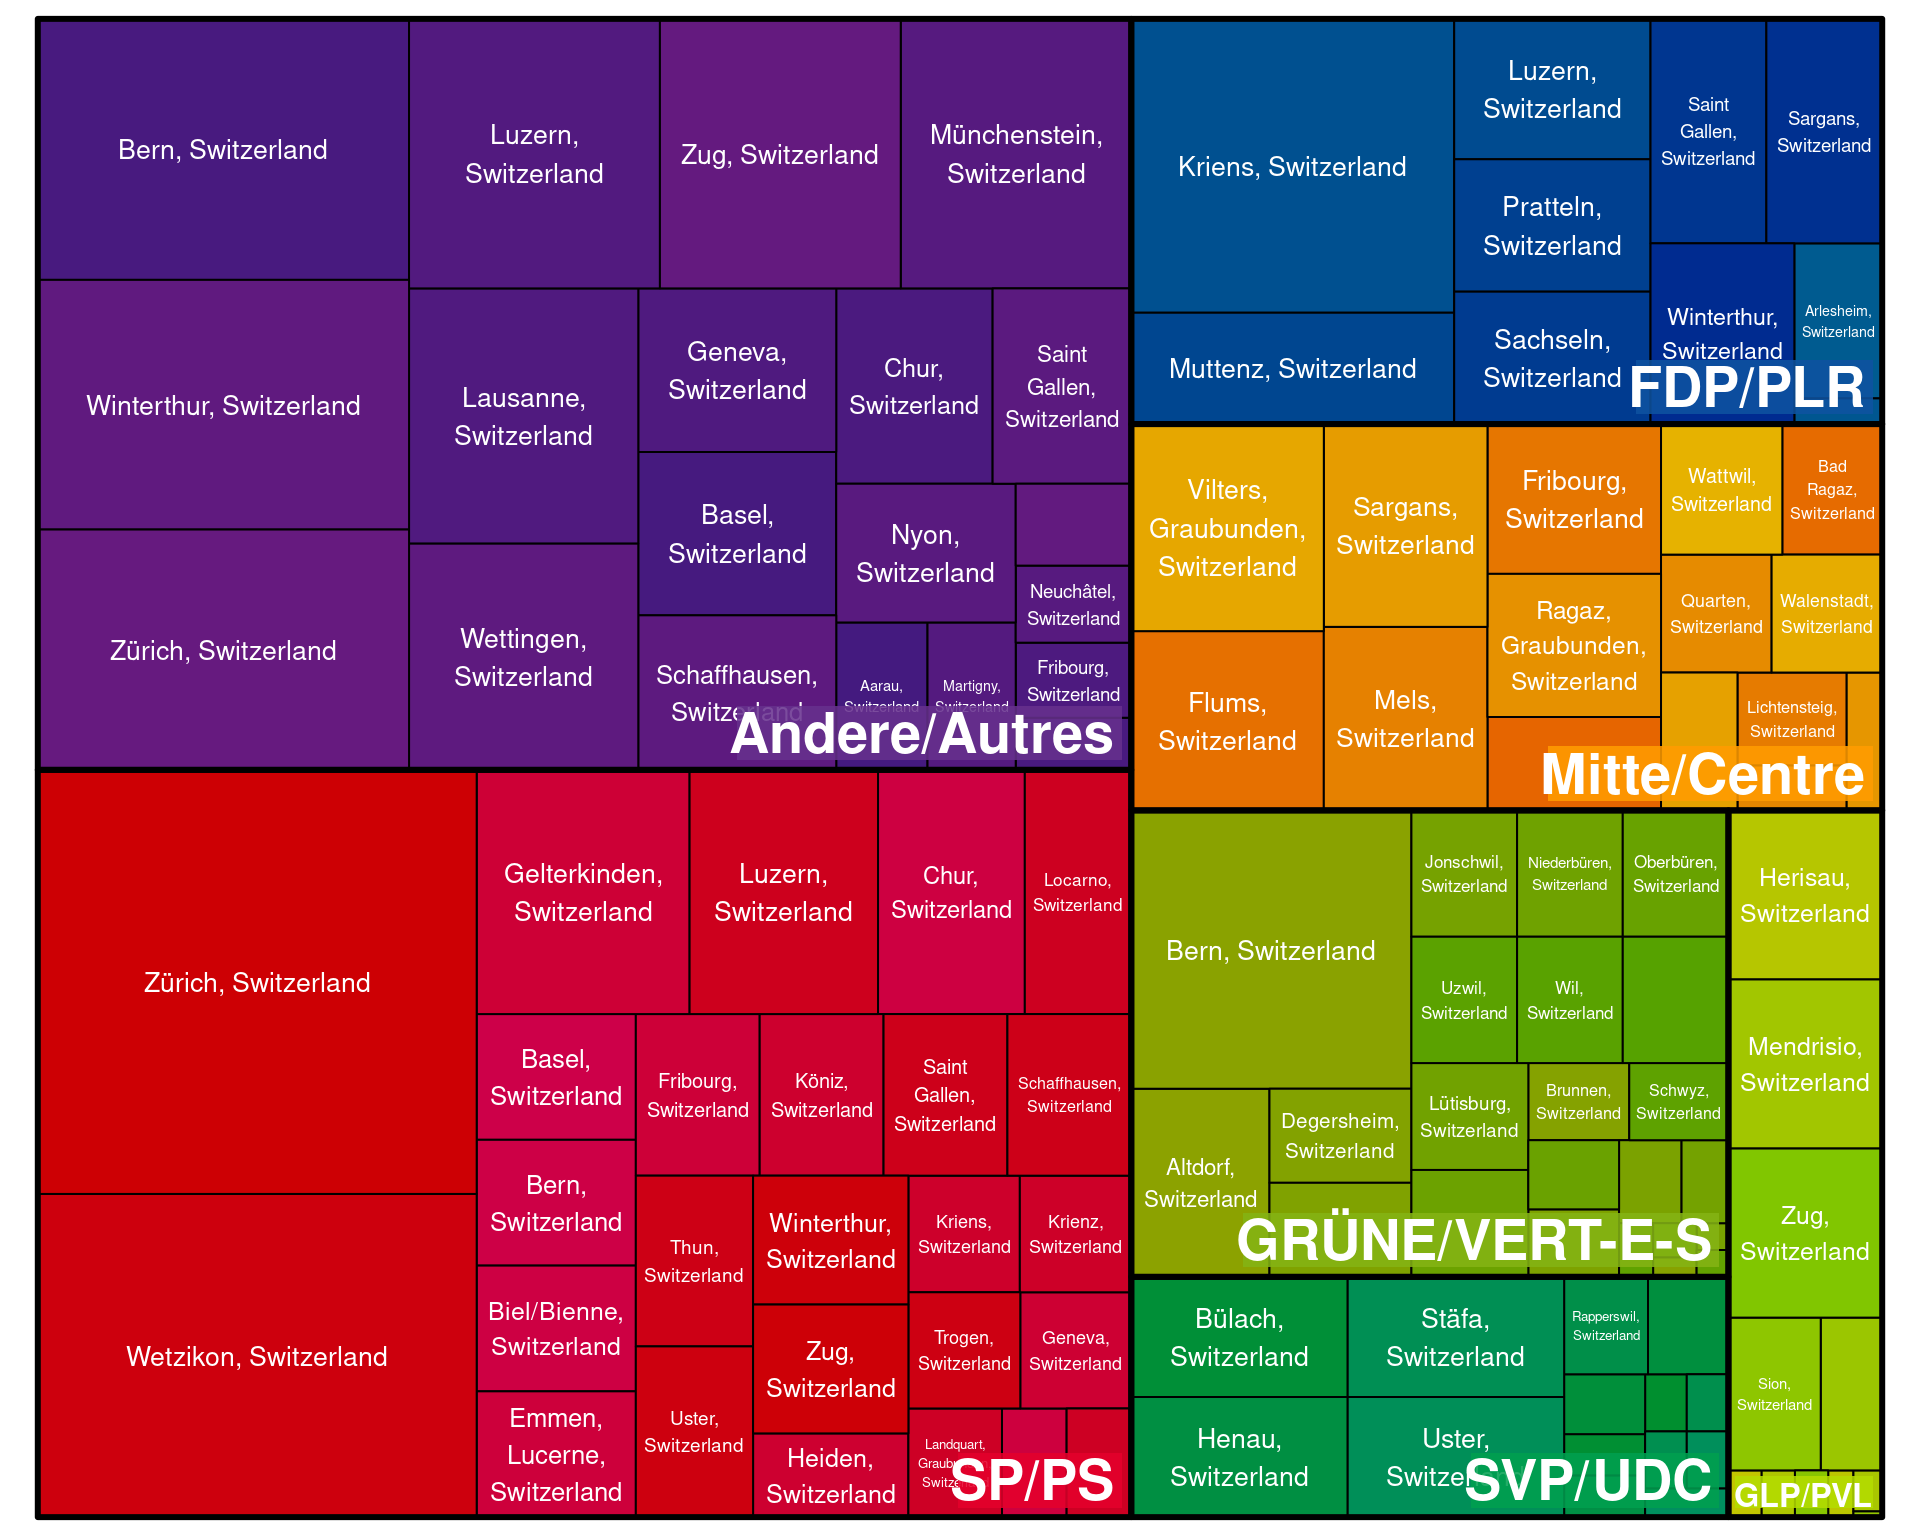 Bern, Switzerland
Luzern,
Switzerland
Zug, Switzerland
Münchenstein,
Switzerland
Winterthur, Switzerland
Zürich, Switzerland
Lausanne,
Switzerland
Wettingen,
Switzerland
Geneva,
Switzerland
Basel,
Switzerland
Schaffhausen,
Switzerland
Chur,
Switzerland
Saint
Gallen,
Switzerland
Nyon,
Switzerland
Neuchâtel,
Switzerland
Fribourg,
Switzerland
Aarau,
Switzerland
Martigny,
Switzerland
Andere/Autres
Kriens, Switzerland
Muttenz, Switzerland
Luzern,
Switzerland
Pratteln,
Switzerland
Sachseln,
Switzerland
Saint
Gallen,
Switzerland
Sargans,
Switzerland
Winterthur,
Switzerland
Arlesheim,
Switzerland
FDP/PLR
Vilters,
Graubunden,
Switzerland
Flums,
Switzerland
Sargans,
Switzerland
Mels,
Switzerland
Fribourg,
Switzerland
Ragaz,
Graubunden,
Switzerland
Wattwil,
Switzerland
Bad
Ragaz,
Switzerland
Quarten,
Switzerland
Walenstadt,
Switzerland
Lichtensteig,
Switzerland
Mitte/Centre
Zürich, Switzerland
Wetzikon, Switzerland
Gelterkinden,
Switzerland
Luzern,
Switzerland
Chur,
Switzerland
Locarno,
Switzerland
Basel,
Switzerland
Bern,
Switzerland
Biel/Bienne,
Switzerland
Emmen,
Lucerne,
Switzerland
Fribourg,
Switzerland
Köniz,
Switzerland
Saint
Gallen,
Switzerland
Schaffhausen,
Switzerland
Thun,
Switzerland
Uster,
Switzerland
Winterthur,
Switzerland
Zug,
Switzerland
Heiden,
Switzerland
Kriens,
Switzerland
Krienz,
Switzerland
Trogen,
Switzerland
Geneva,
Switzerland
Landquart,
SP/PS
Bern, Switzerland
Altdorf,
Switzerland
Degersheim,
Switzerland
Jonschwil,
Switzerland
Niederbüren,
Switzerland
Oberbüren,
Switzerland
Uzwil,
Switzerland
Wil,
Switzerland
Lütisburg,
Switzerland
Brunnen,
Switzerland
Schwyz,
Switzerland
GRÜNE/VERT-E-S
Bülach,
Switzerland
Henau,
Switzerland
Stäfa,
Switzerland
Uster,
Switzerland
Rapperswil,
Switzerland
SVP/UDC
Herisau,
Switzerland
Mendrisio,
Switzerland
Zug,
Switzerland
Sion,
Switzerland
GLP/PVL